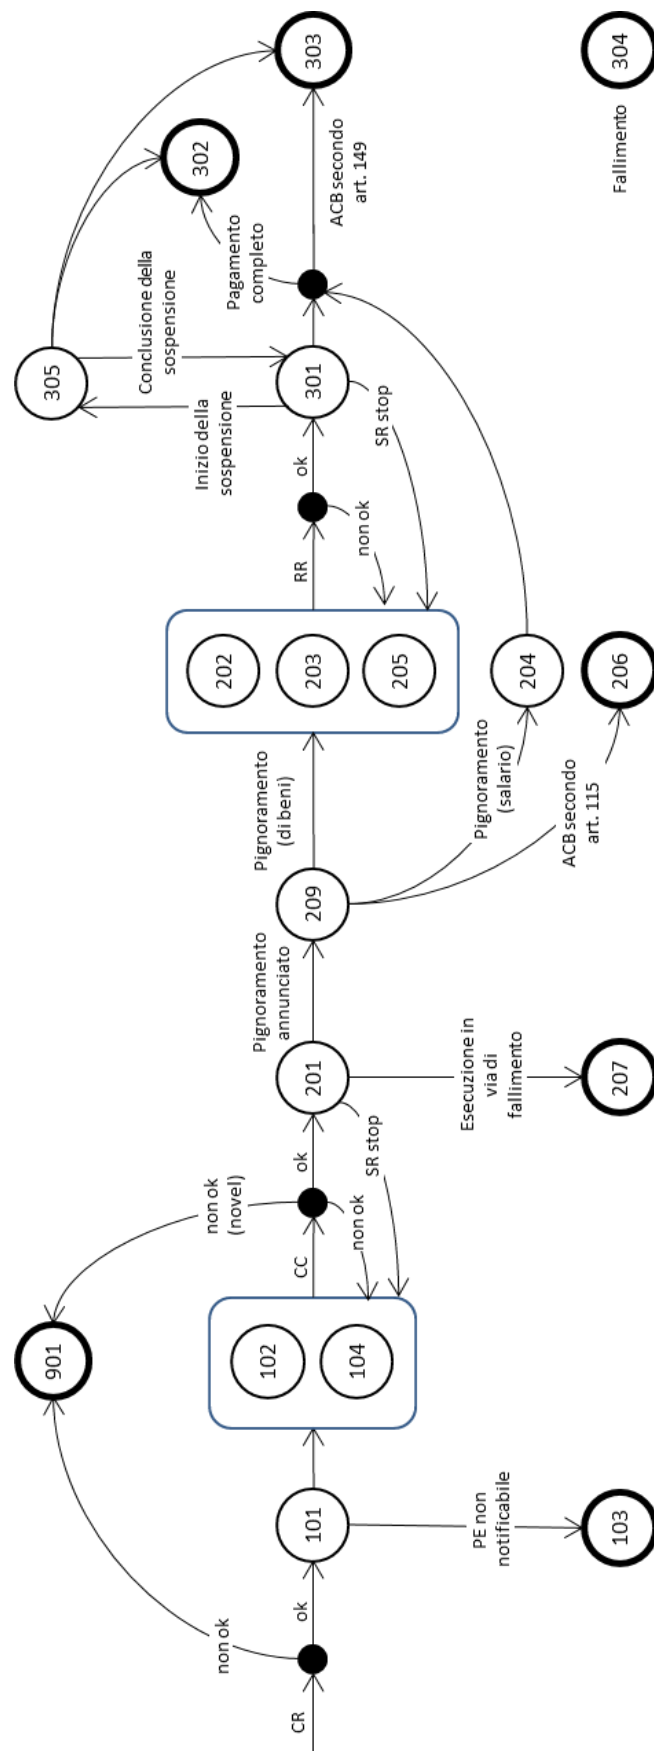 CR
non ok
ok
101
PE non
notificabile
103
901
102
104
CC
non ok
(novel)
non ok
ok
SR stop
201
Esecuzione in
via di
fallimento
207
Pignoramento
annunciato
209
Pignoramento
(di beni)
Pignoramento
(salario)
ACB secondo
art. 115
202
203
205
204
206
RR
non ok
ok
SR stop
301
Inizio della
sospensione
Conclusione della
sospensione
305
Pagamento
completo
302
ACB secondo
art. 149
303
Fallimento
304